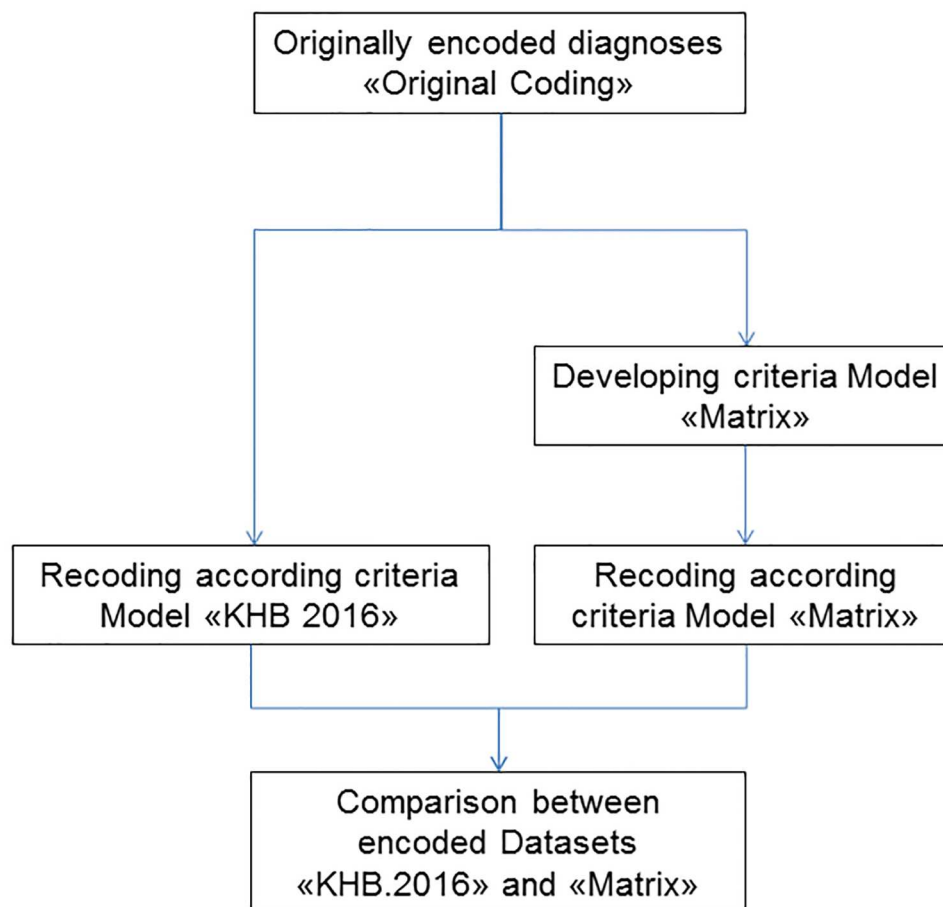 Originally encoded diagnoses
«Original Coding»
Developing criteria Model
«Matrix»
Recoding according criteria
Model «KHB 2016»
Recoding according
criteria Model «Matrix»
Comparison between
encoded Datasets
«KHB.2016» and «Matrix»